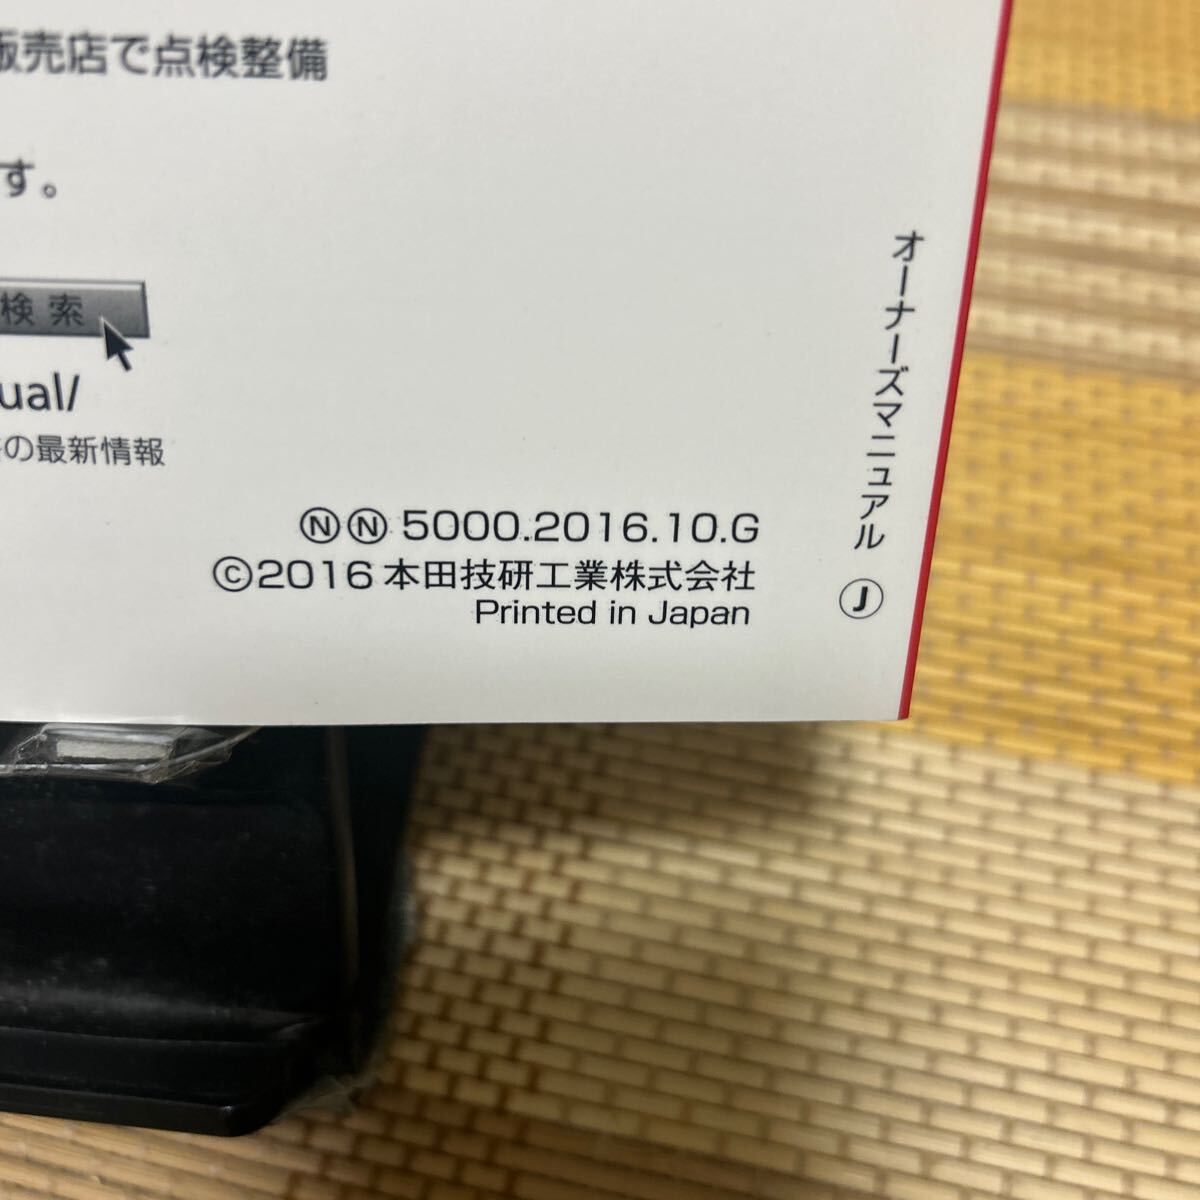 販売店で点検整備
す。
検索
ual/
の最新情報
ⓃⓃ 5000.2016.10.G
©2016 本田技研工業株式会社
Printed in Japan
オーナーズマニュアル Ⓙ